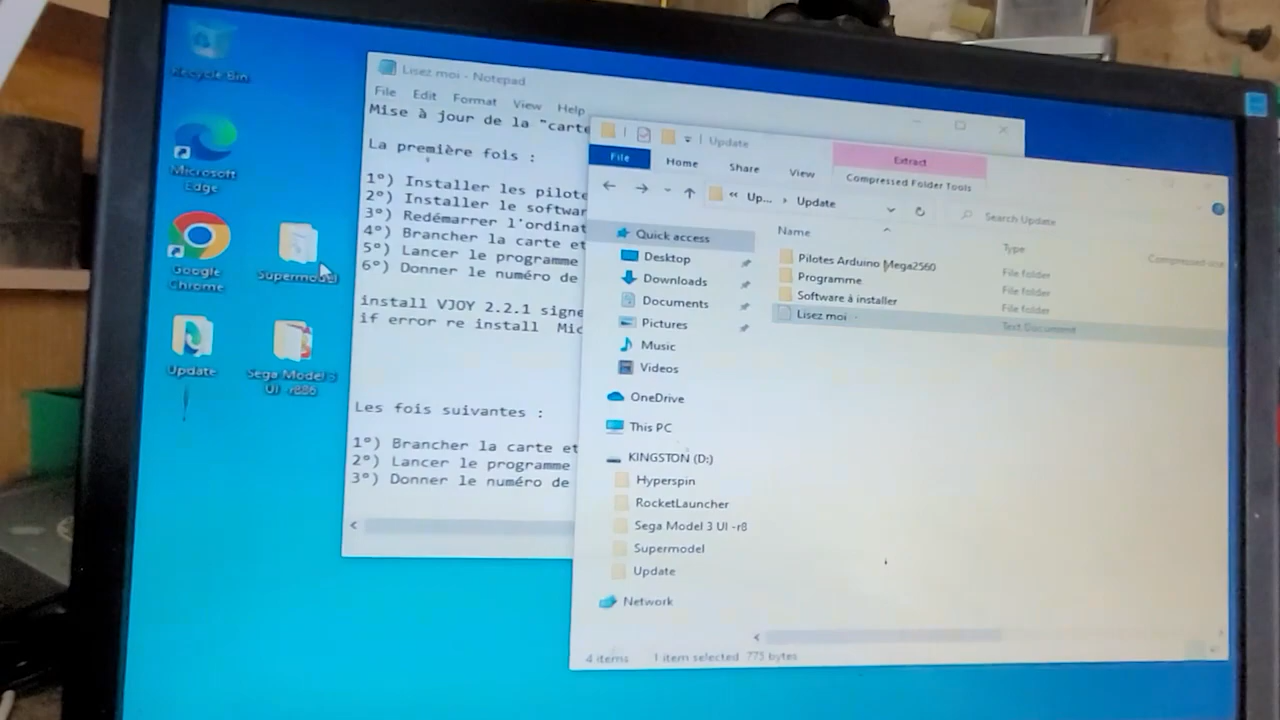 Recycle Bin
Microsoft
Edge
Google
Chrome
Supermodel
Update
Sega Model 3
UI -r886
Lisez moi - Notepad
File Edit Format View Help
Mise à jour de la "carte
La première fois :
1°) Installer les pilote
2°) Installer le softwar
3°) Redémarrer l'ordinat
4°) Brancher la carte et
5°) Lancer le programme
6°) Donner le numéro de
install VJOY 2.2.1 signe
if error re install Mic
Les fois suivantes :
1°) Brancher la carte et
2°) Lancer le programme
3°) Donner le numéro de
Update
File Home Share View Extract
Compressed Folder Tools
« Up... › Update
Search Update
Quick access
Desktop
Downloads
Documents
Pictures
Music
Videos
OneDrive
This PC
KINGSTON (D:)
Hyperspin
RocketLauncher
Sega Model 3 UI -r8
Supermodel
Update
Network
Name Type Compressed size
Pilotes Arduino Mega2560 File folder
Programme File folder
Software à installer File folder
Lisez moi Text Document
4 items 1 item selected 775 bytes